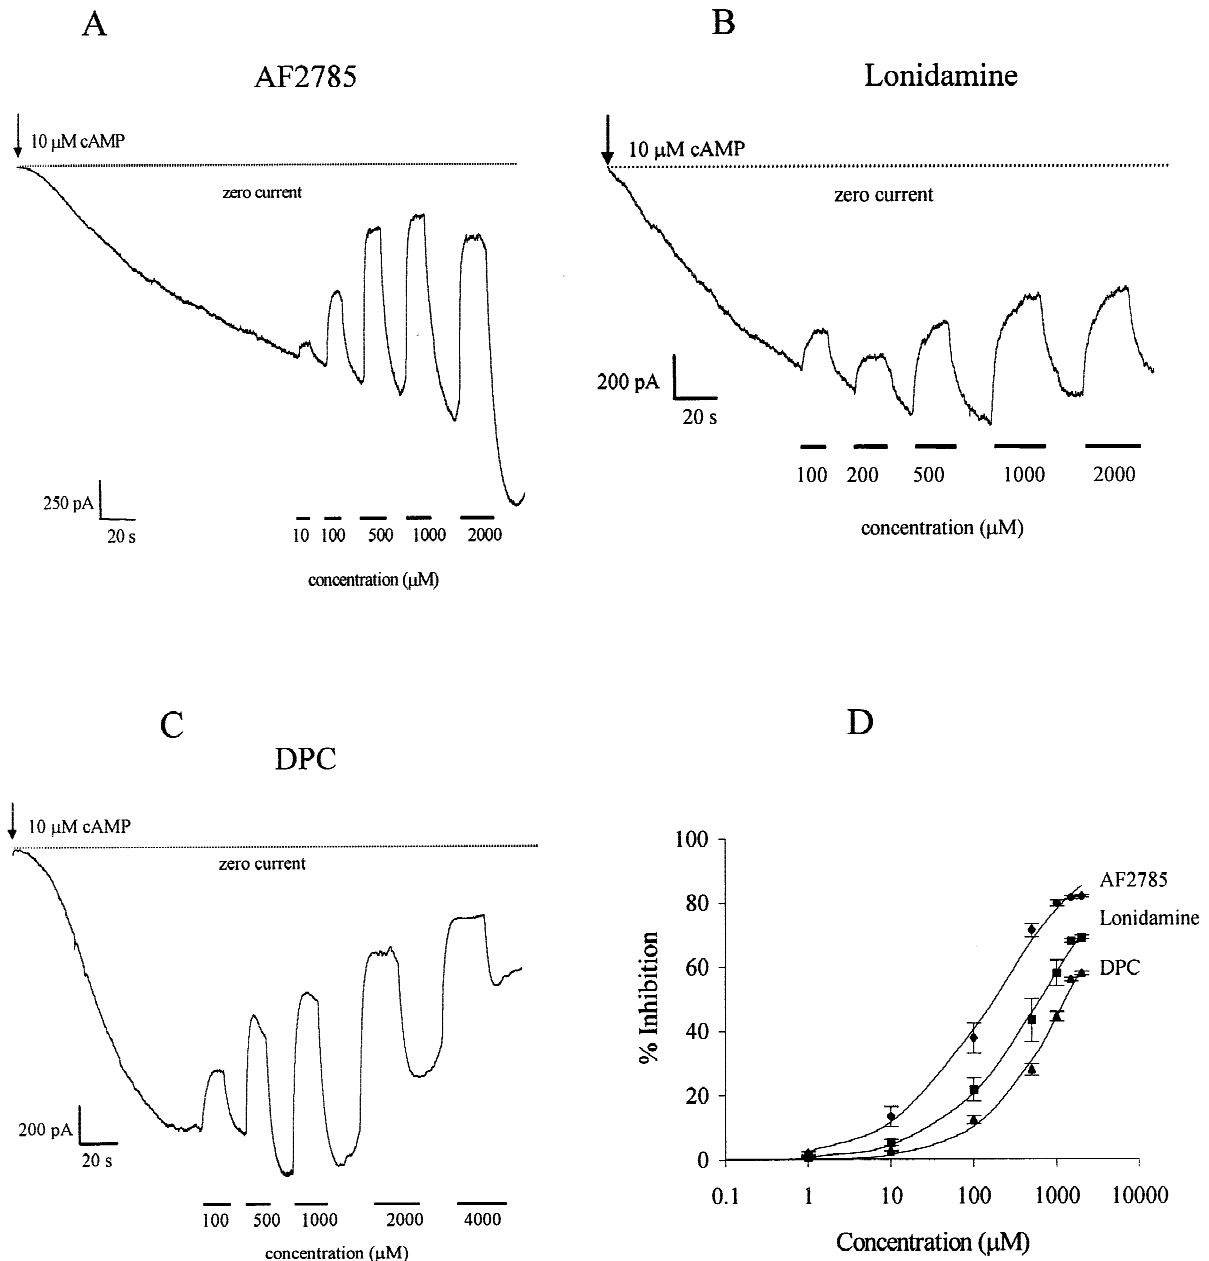 A
AF2785
10 µM cAMP
zero current
250 pA
20 s
10 100 500 1000 2000
concentration (µM)
B
Lonidamine
10 µM cAMP
zero current
200 pA
20 s
100 200 500 1000 2000
concentration (µM)
C
DPC
10 µM cAMP
zero current
200 pA
20 s
100 500 1000 2000 4000
concentration (µM)
D
% Inhibition
100
80
60
40
20
0
AF2785
Lonidamine
DPC
0.1 1 10 100 1000 10000
Concentration (µM)